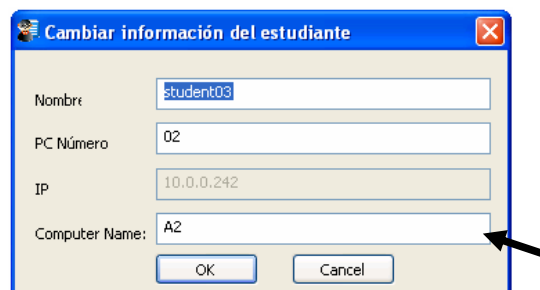 Cambiar información del estudiante
Nombre student03
PC Número 02
IP 10.0.0.242
Computer Name: A2
OK Cancel